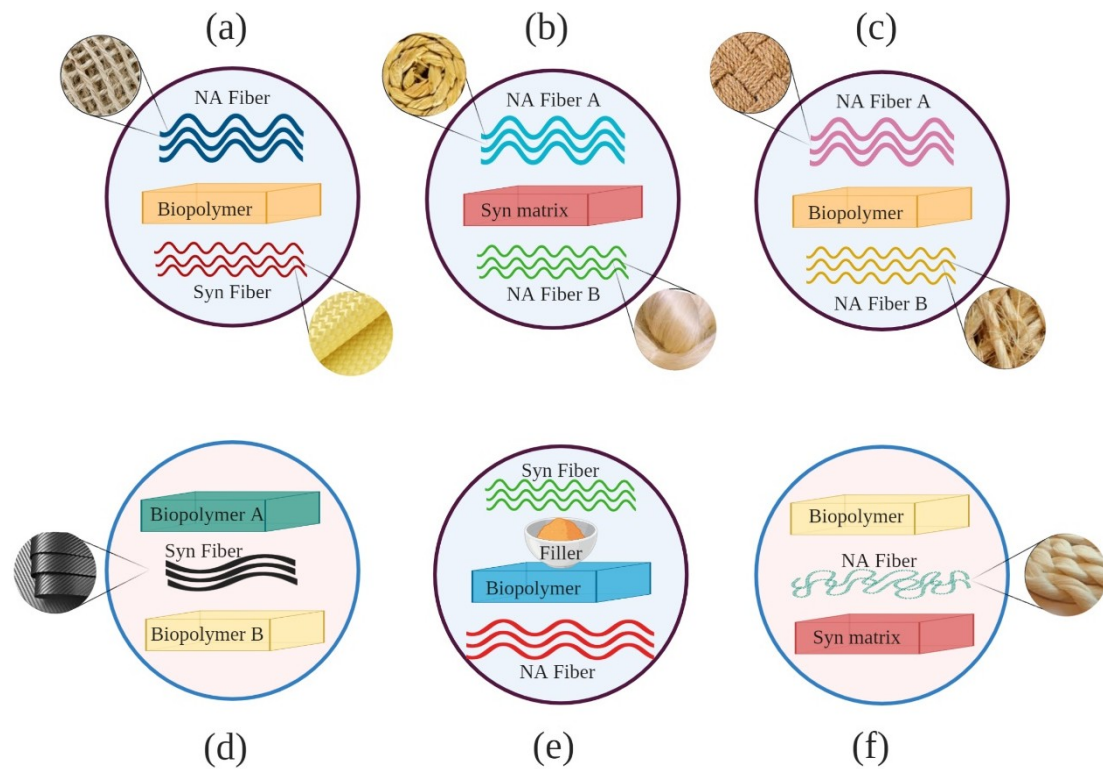 (a)
NA Fiber
Biopolymer
Syn Fiber
(b)
NA Fiber A
Syn matrix
NA Fiber B
(c)
NA Fiber A
Biopolymer
NA Fiber B
Biopolymer A
Syn Fiber
Biopolymer B
(d)
Syn Fiber
Filler
Biopolymer
NA Fiber
(e)
Biopolymer
NA Fiber
Syn matrix
(f)